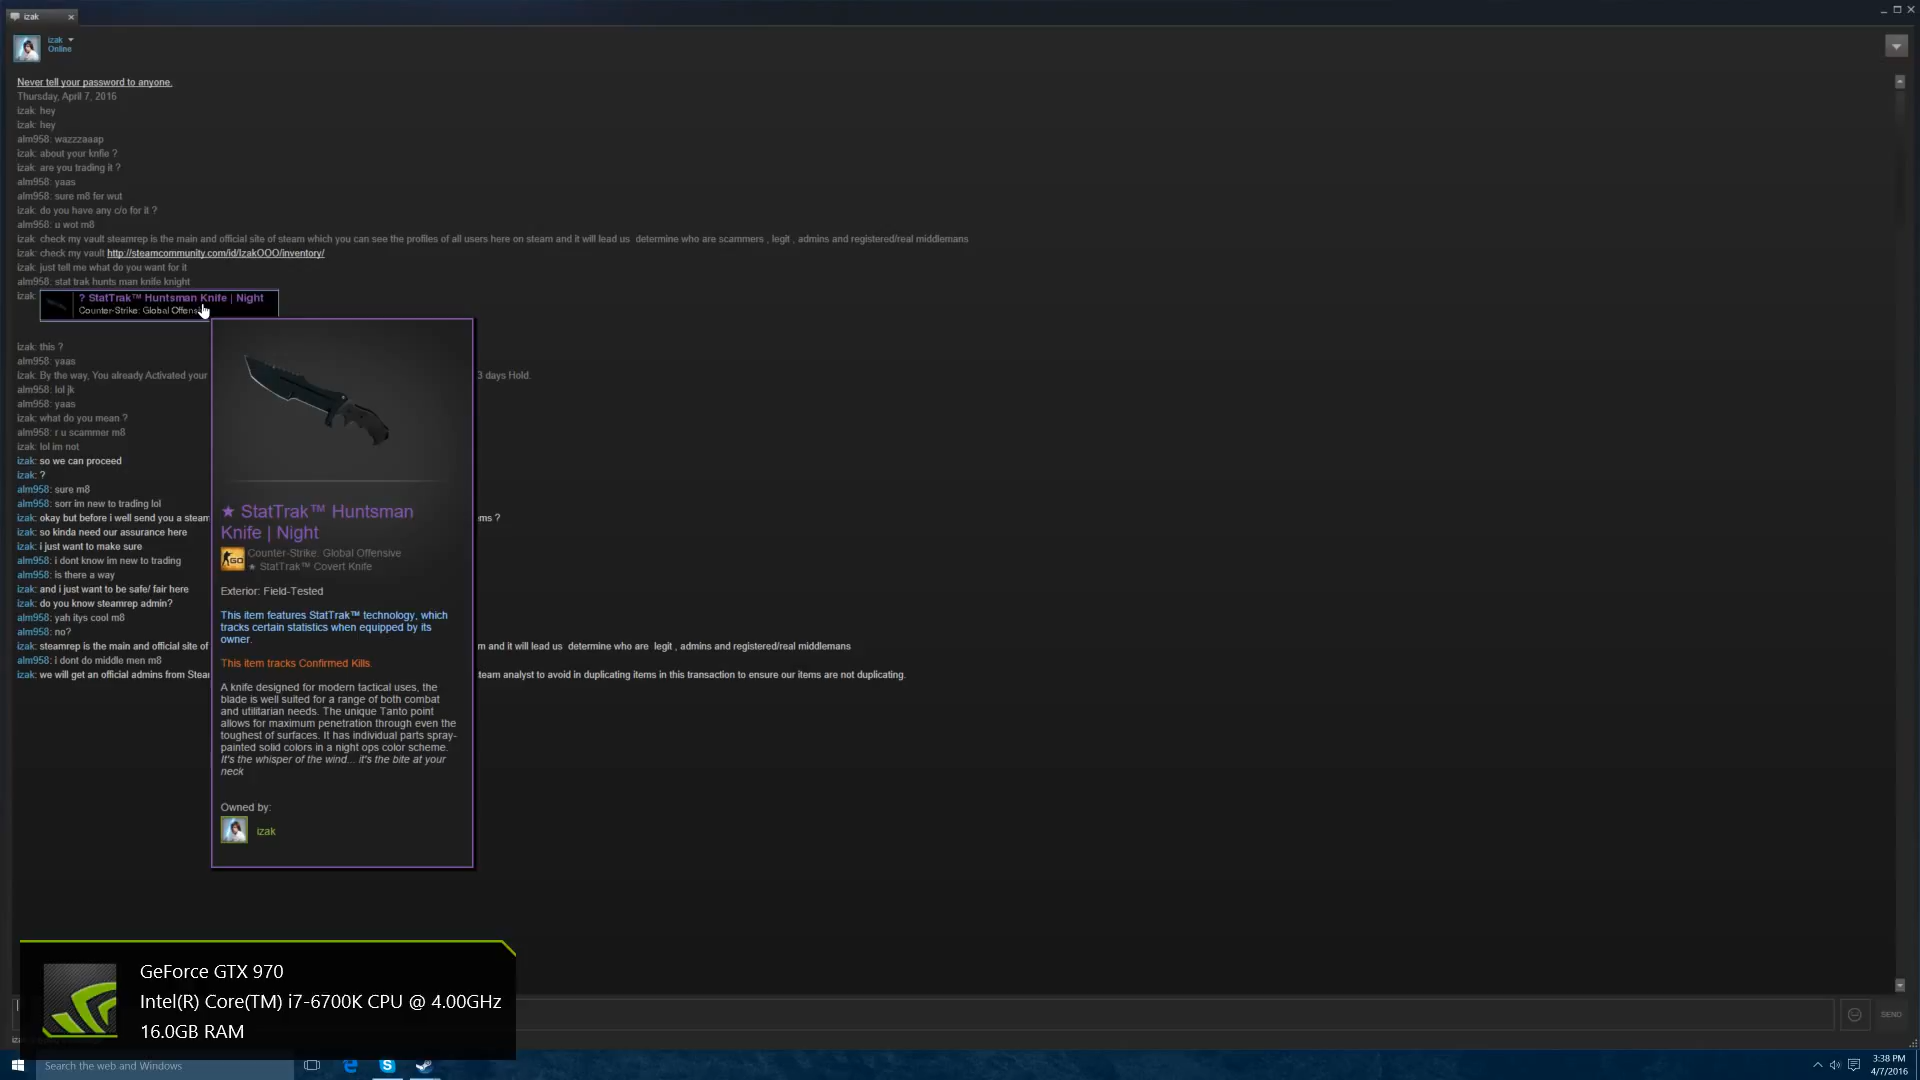 izak
izak
Online
Never tell your password to anyone.
Thursday, April 7, 2016
izak: hey
izak: hey
alm958: wazzzaaap
izak: about your knfie ?
izak: are you trading it ?
alm958: yaas
alm958: sure m8 fer wut
izak: do you have any c/o for it ?
alm958: u wot m8
izak: check my vault steamrep is the main and official site of steam which you can see the profiles of all users here on steam and it will lead us determine who are scammers , legit , admins and registered/real middlemans
izak: check my vault http://steamcommunity.com/id/IzakOOO/inventory/
izak: just tell me what do you want for it
alm958: stat trak hunts man knife knight
izak:
? StatTrak™ Huntsman Knife | Night
Counter-Strike: Global Offensive
izak: this ?
alm958: yaas
izak: By the way, You already Activated your
3 days Hold.
alm958: lol jk
alm958: yaas
izak: what do you mean ?
alm958: r u scammer m8
izak: lol im not
izak: so we can proceed
izak: ?
alm958: sure m8
alm958: sorr im new to trading lol
izak: okay but before i well send you a steam
ems ?
izak: so kinda need our assurance here
izak: i just want to make sure
alm958: i dont know im new to trading
alm958: is there a way
izak: and i just want to be safe/ fair here
izak: do you know steamrep admin?
alm958: yah itys cool m8
alm958: no?
izak: steamrep is the main and official site of
m and it will lead us determine who are legit , admins and registered/real middlemans
alm958: i dont do middle men m8
izak: we will get an official admins from Stea
team analyst to avoid in duplicating items in this transaction to ensure our items are not duplicating.
★ StatTrak™ Huntsman
Knife | Night
Counter-Strike: Global Offensive
★ StatTrak™ Covert Knife
Exterior: Field-Tested
This item features StatTrak™ technology, which
tracks certain statistics when equipped by its
owner.
This item tracks Confirmed Kills.
A knife designed for modern tactical uses, the
blade is well suited for a range of both combat
and utilitarian needs. The unique Tanto point
allows for maximum penetration through even the
toughest of surfaces. It has individual parts spray-
painted solid colors in a night ops color scheme.
It's the whisper of the wind... it's the bite at your
neck
Owned by:
izak
GeForce GTX 970
Intel(R) Core(TM) i7-6700K CPU @ 4.00GHz
16.0GB RAM
SEND
Search the web and Windows
3:38 PM
4/7/2016